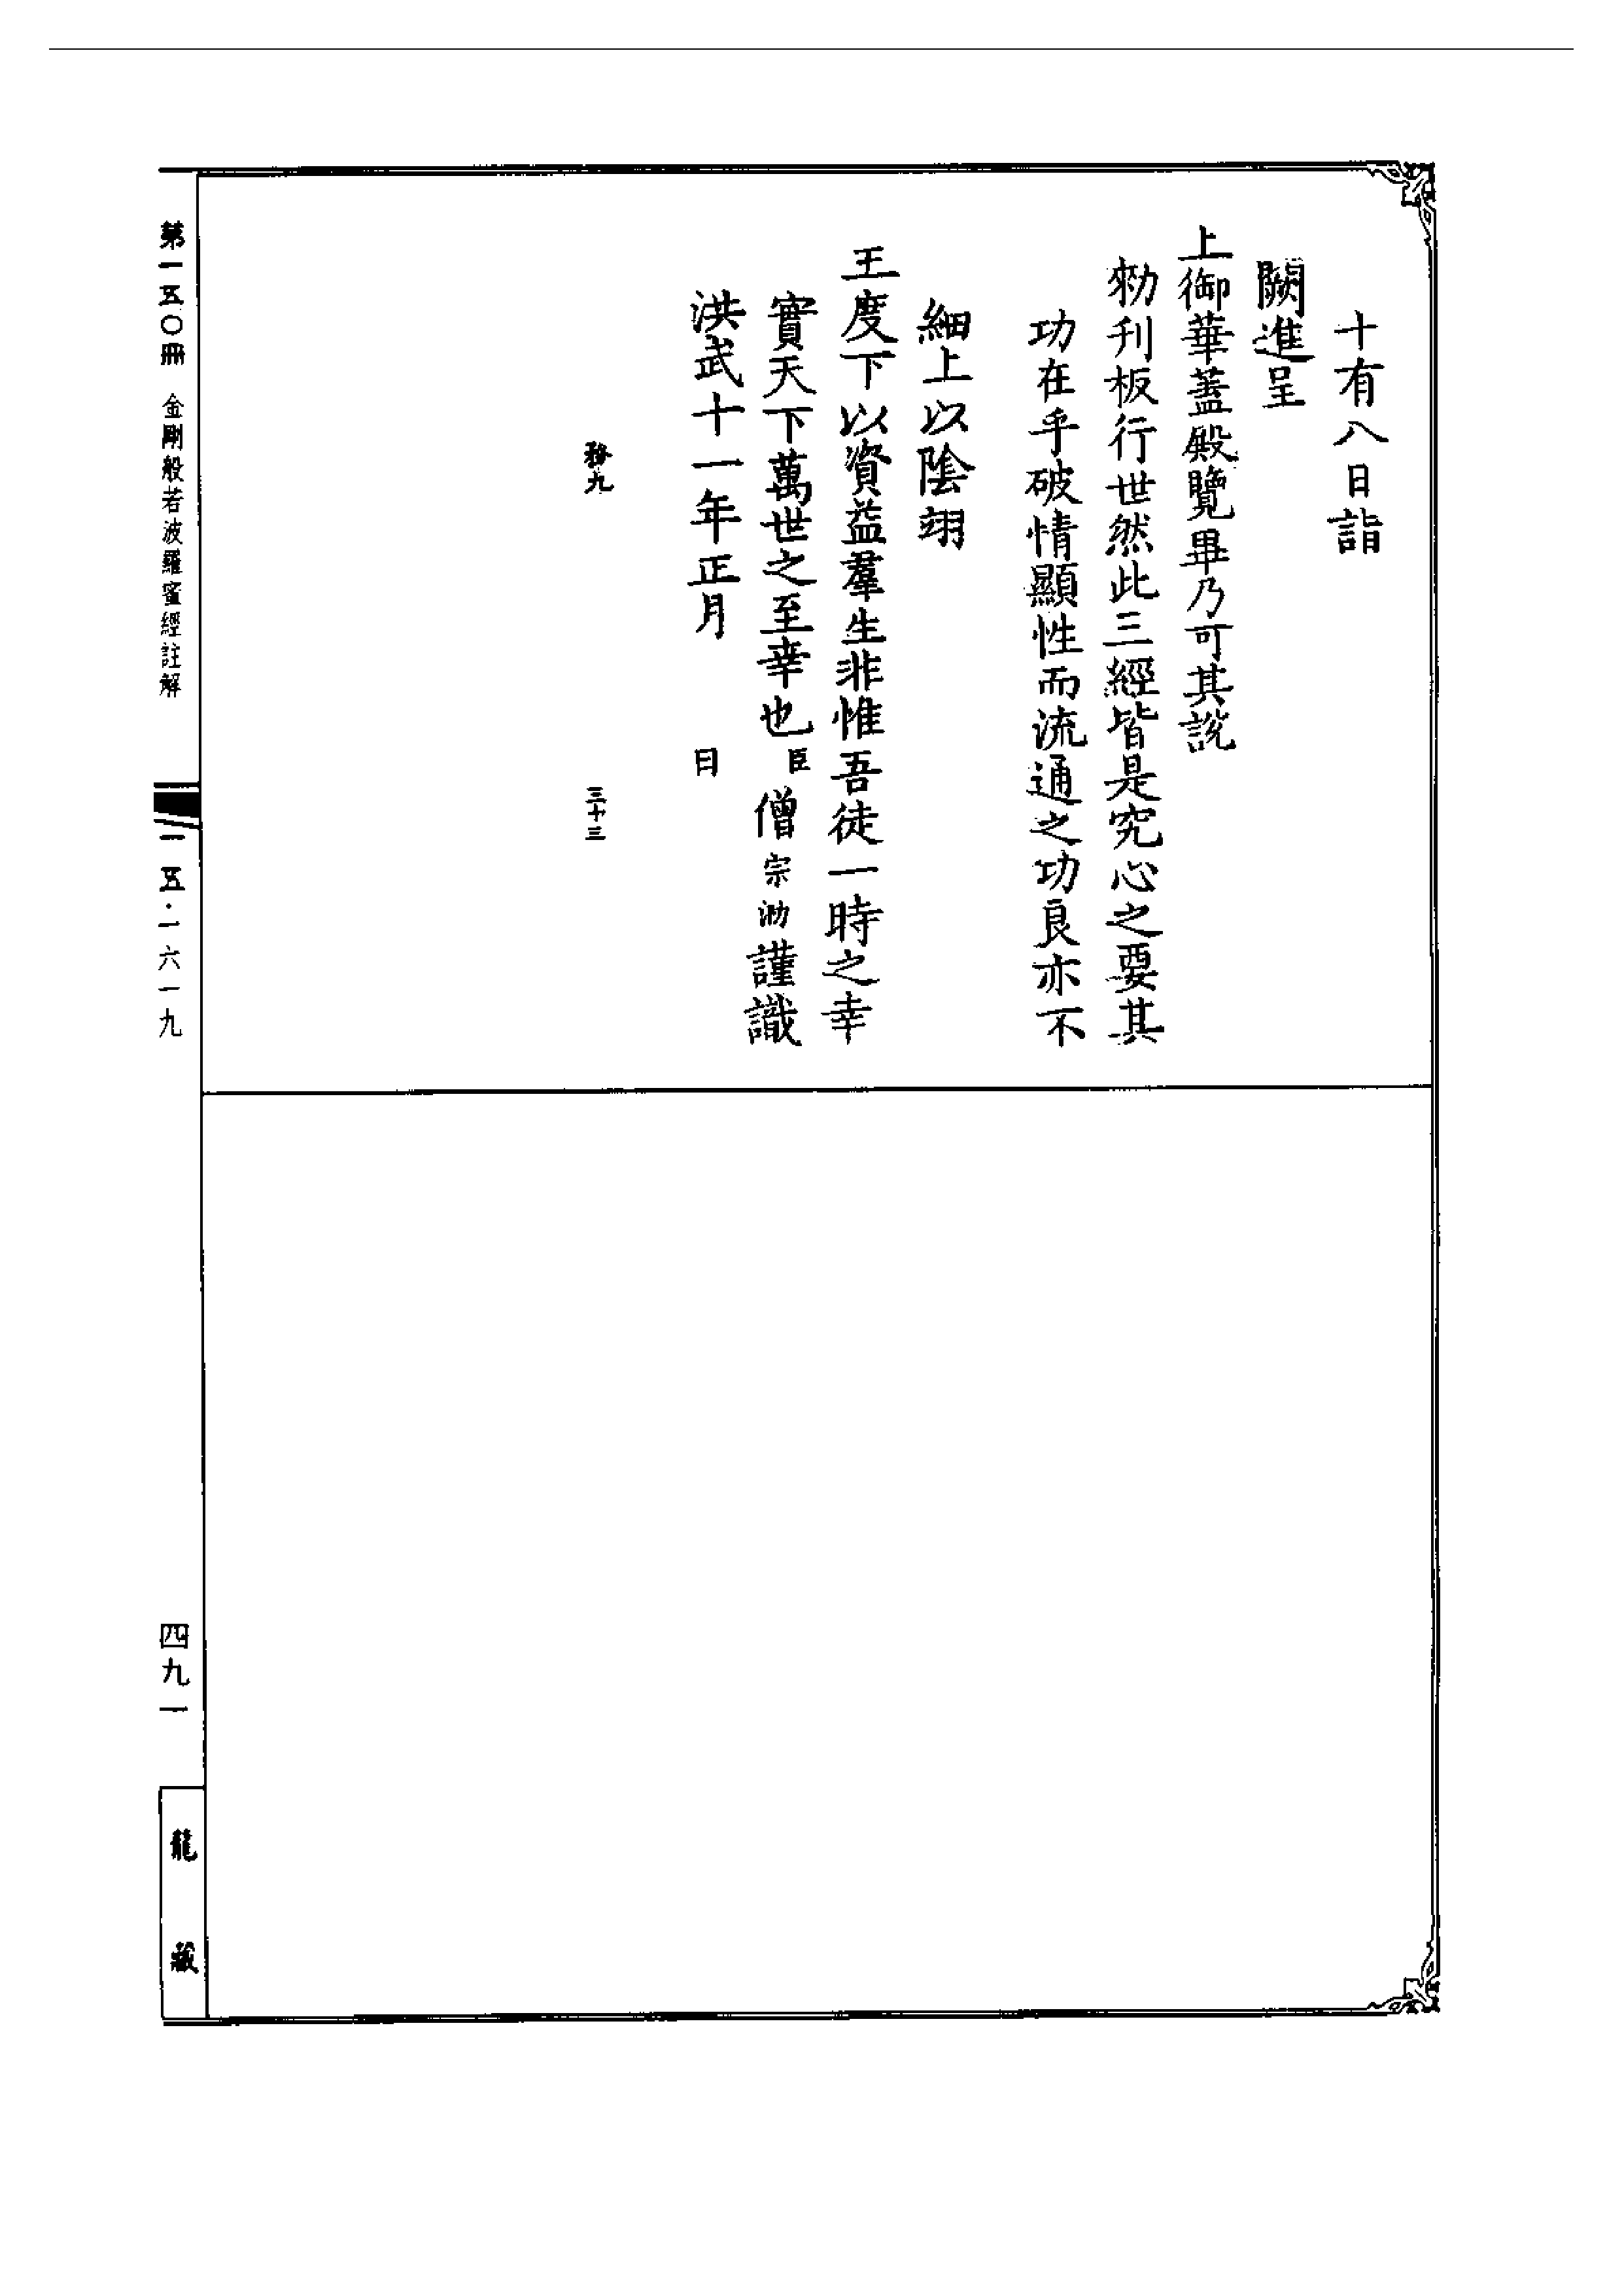 十有八日詣
闕進呈
上御華蓋殿覽畢乃可其說
勑刊板行世然此三經皆是究心之要其
功在乎破情顯性而流通之功良亦不
細上以陰翊
王度下以資益羣生非惟吾徒一時之幸
實天下萬世之至幸也臣僧宗泐謹識
洪武十一年正月 日
務九 三十三
第一五〇冊 金剛般若波羅蜜經註解 一五·一六一九 四九一
龍藏